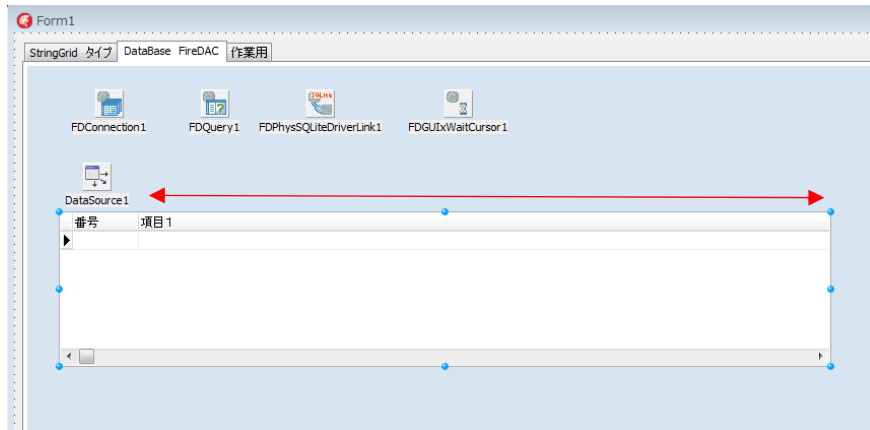 Form1
StringGrid タイプ DataBase FireDAC 作業用
SQLite
FDConnection1 FDQuery1 FDPhysSQLiteDriverLink1 FDGUIxWaitCursor1
DataSource1
番号 項目1